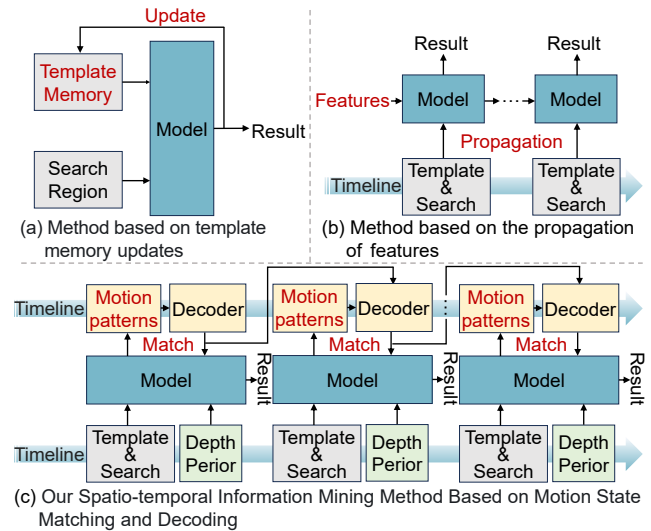 Update
Template
Memory
Model
Result
Search
Region
(a) Method based on template
memory updates
Result
Result
Features
Model
Model
Propagation
Timeline
Template
& Search
Template
& Search
(b) Method based on the propagation
of features
Timeline
Motion
patterns
Decoder
Motion
patterns
Decoder
Motion
patterns
Decoder
Match
Match
Match
Model
Result
Model
Result
Model
Result
Timeline
Template
& Search
Depth
Perior
Template
& Search
Depth
Perior
Template
& Search
Depth
Perior
(c) Our Spatio-temporal Information Mining Method Based on Motion State
Matching and Decoding